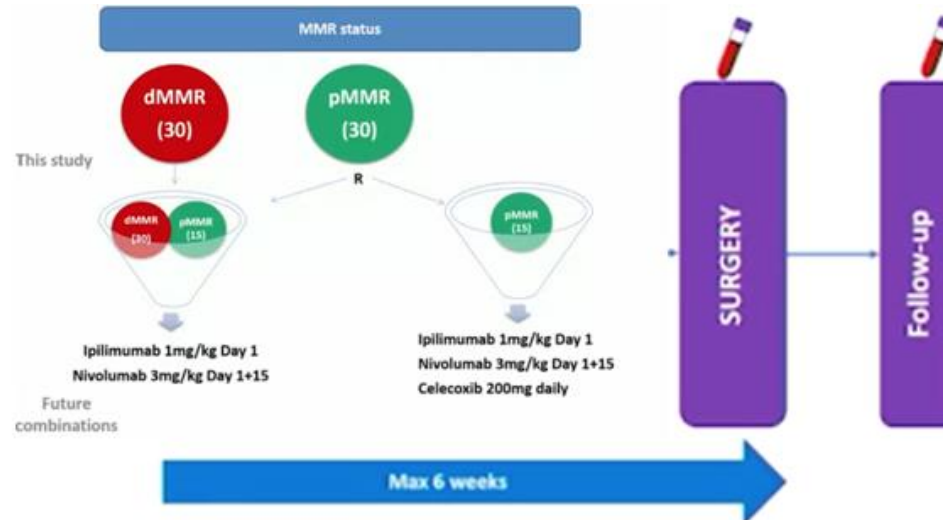 MMR status
dMMR
(30)
pMMR
(30)
This study
R
dMMR
(30)
pMMR
(15)
pMMR
(15)
Ipilimumab 1mg/kg Day 1
Nivolumab 3mg/kg Day 1+15
Ipilimumab 1mg/kg Day 1
Nivolumab 3mg/kg Day 1+15
Celecoxib 200mg daily
Future
combinations
Max 6 weeks
SURGERY
Follow-up